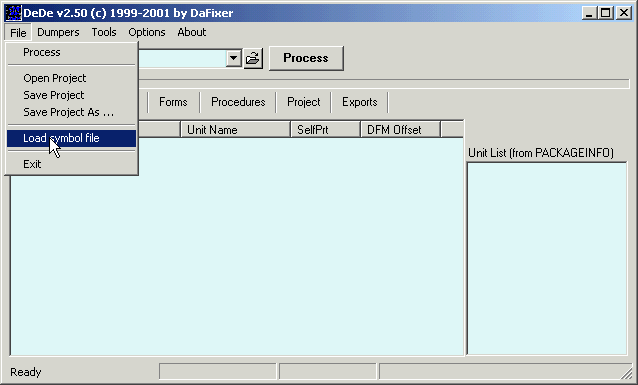 DeDe v2.50 (c) 1999-2001 by DaFixer
File Dumpers Tools Options About
Process
Process
Open Project
Save Project
Save Project As ...
Load symbol file
Exit
Forms Procedures Project Exports
Unit Name SelfPrt DFM Offset
Unit List (from PACKAGEINFO)
Ready